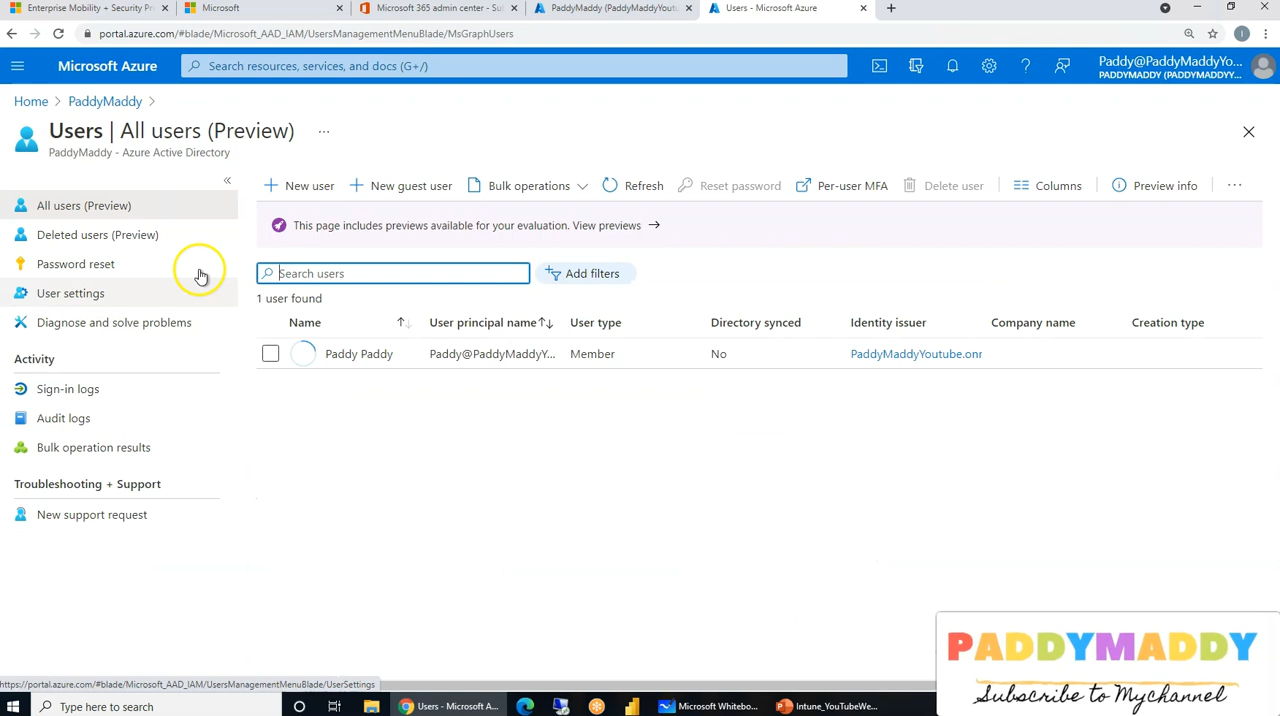 Enterprise Mobility + Security Pri
Microsoft
Microsoft 365 admin center - Sub
PaddyMaddy (PaddyMaddyYoutu
Users - Microsoft Azure
portal.azure.com/#blade/Microsoft_AAD_IAM/UsersManagementMenuBlade/MsGraphUsers
Microsoft Azure
Search resources, services, and docs (G+/)
Paddy@PaddyMaddyYo...
PADDYMADDY (PADDYMADDYY...
Home > PaddyMaddy >
Users | All users (Preview) ...
PaddyMaddy - Azure Active Directory
New user
New guest user
Bulk operations
Refresh
Reset password
Per-user MFA
Delete user
Columns
Preview info
...
All users (Preview)
Deleted users (Preview)
Password reset
User settings
Diagnose and solve problems
Activity
Sign-in logs
Audit logs
Bulk operation results
Troubleshooting + Support
New support request
This page includes previews available for your evaluation. View previews →
Search users
Add filters
1 user found
Name User principal name User type Directory synced Identity issuer Company name Creation type
Paddy Paddy Paddy@PaddyMaddyY... Member No PaddyMaddyYoutube.onr
PADDYMADDY
Subscribe to Mychannel
https://portal.azure.com/#blade/Microsoft_AAD_IAM/UsersManagementMenuBlade/UserSettings
Type here to search
Users - Microsoft A...
Microsoft Whitebo...
Intune_YouTubeWe...